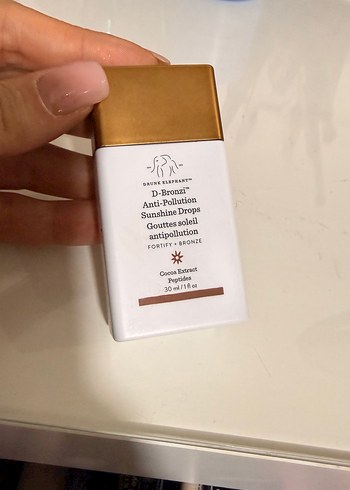 DRUNK ELEPHANT™
D-Bronzi™
Anti-Pollution
Sunshine Drops
Gouttes soleil
antipollution
FORTIFY + BRONZE
Cocoa Extract
Peptides
30 ml / 1 fl oz